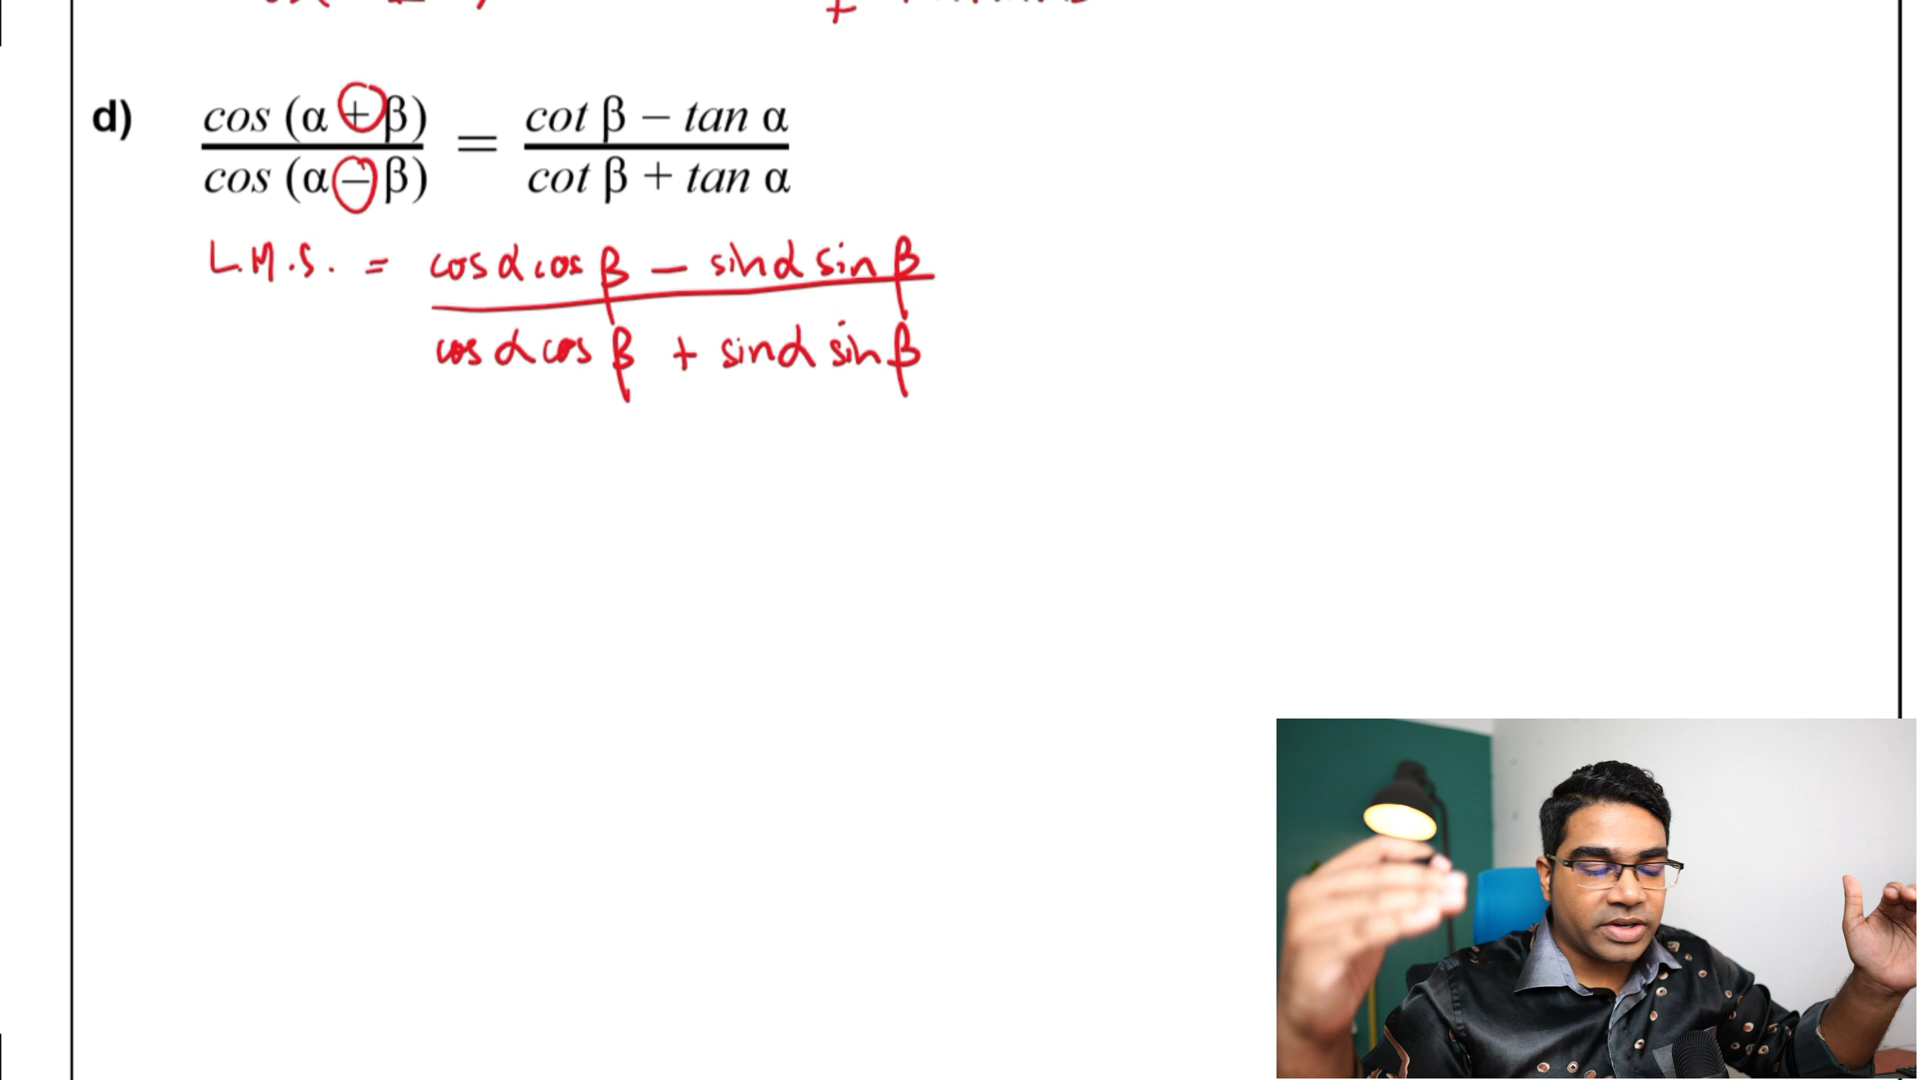 d) cos (α + β) / cos (α − β) = cot β − tan α / cot β + tan α
L.H.S. = cos α cos β − sin α sin β
cos α cos β + sin α sin β